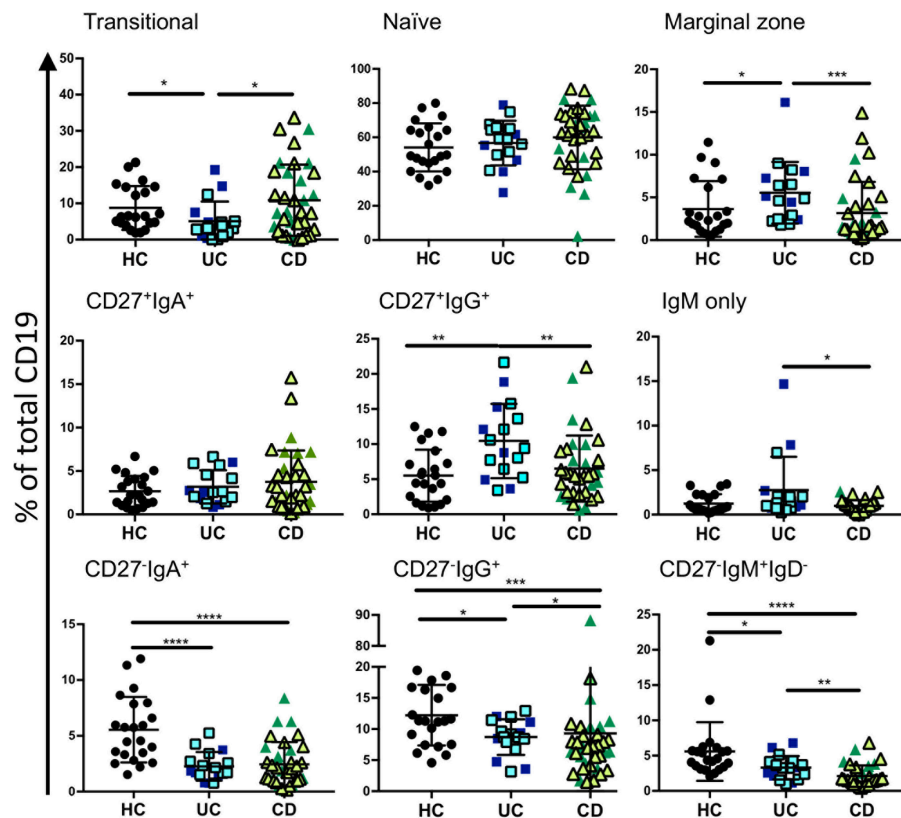 Transitional
Naïve
Marginal zone
50
40
30
20
10
0
*
*
HC
UC
CD
100
80
60
40
20
0
HC
UC
CD
20
15
10
5
0
*
***
HC
UC
CD
% of total CD19
CD27⁺IgA⁺
CD27⁺IgG⁺
IgM only
20
15
10
5
0
HC
UC
CD
25
20
15
10
5
0
**
**
HC
UC
CD
20
15
10
5
0
*
HC
UC
CD
CD27⁻IgA⁺
CD27⁻IgG⁺
CD27⁻IgM⁺IgD⁻
15
10
5
0
****
****
HC
UC
CD
90
80
20
15
10
5
0
***
*
*
HC
UC
CD
25
20
15
10
5
0
****
*
**
HC
UC
CD